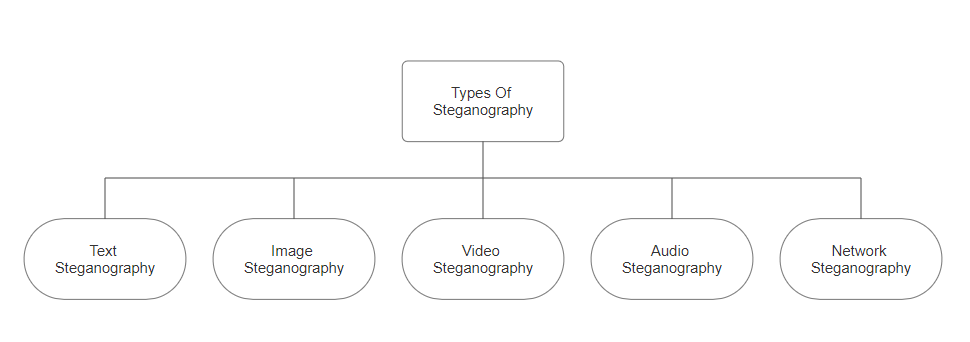 Types Of
Steganography
Text
Steganography
Image
Steganography
Video
Steganography
Audio
Steganography
Network
Steganography